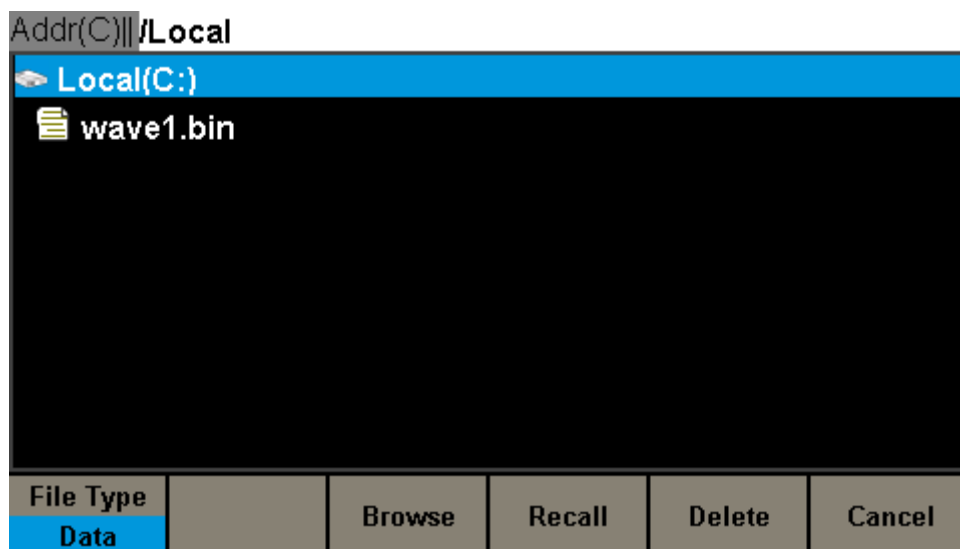 Addr(C)|| /Local
Local(C:)
wave1.bin
File Type
Data
Browse
Recall
Delete
Cancel